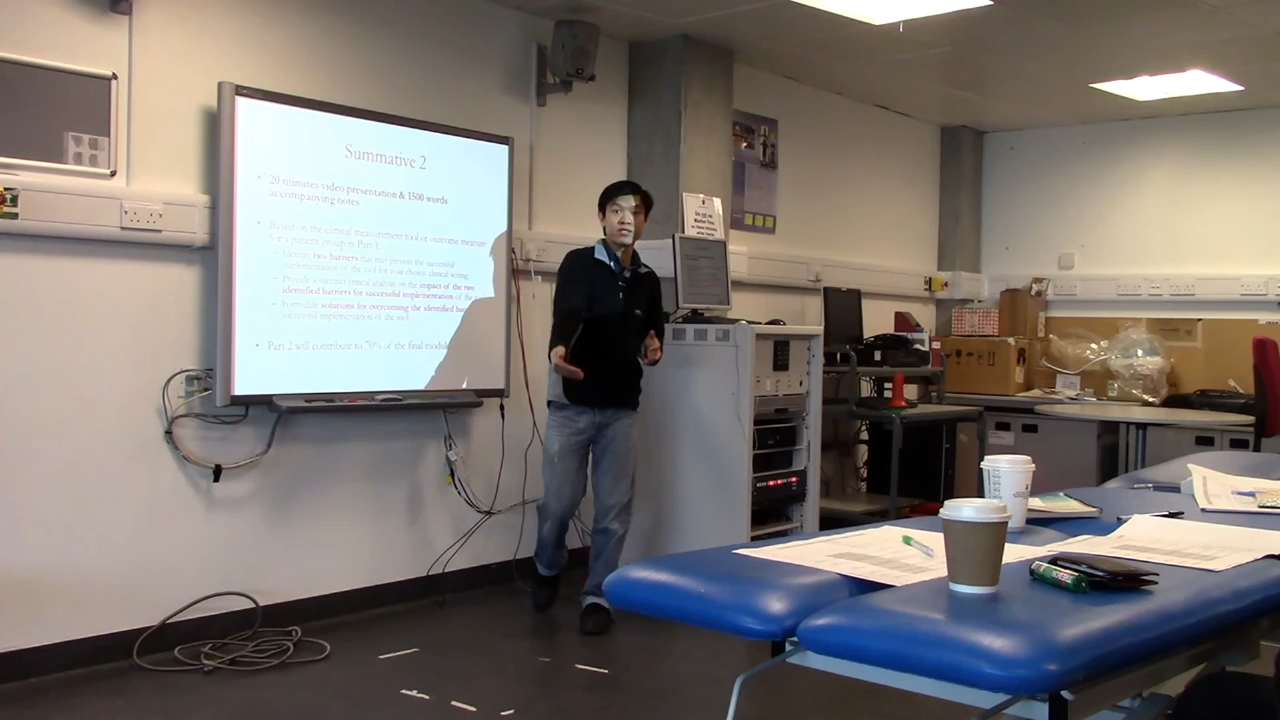 Summative 2
• 20 minutes video presentation & 1500 words
accompanying notes
• Based on the clinical measurement tool or outcome measure
for a patient group in Part 1
– Identify two barriers that may prevent the successful
implementation of the tool for your chosen clinical setting
– Provide a succinct critical analysis on the impact of the two
identified barriers for successful implementation of the
– Formulate solutions for overcoming the identified
successful implementation of the tool
• Part 2 will contribute to 70% of the final
Do not